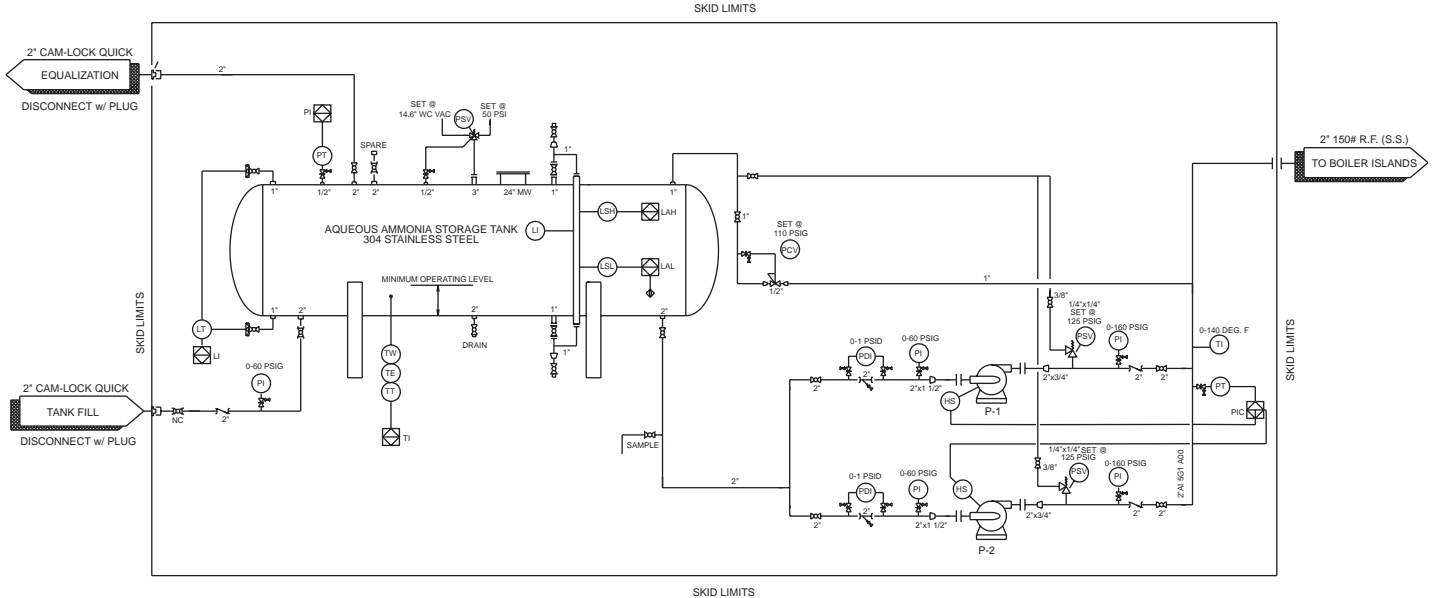 SKID LIMITS
2" CAM-LOCK QUICK
EQUALIZATION
DISCONNECT w/ PLUG
2"
PI
PT
1/2"
2"
SPARE
2"
SET @
14.6" WC VAC
PSV
SET @
50 PSI
1/2"
3"
24" MW
1"
1"
1"
1"
2" 150# R.F. (S.S.)
TO BOILER ISLANDS
AQUEOUS AMMONIA STORAGE TANK
304 STAINLESS STEEL
LI
LSH
LAH
LSL
LAL
MINIMUM OPERATING LEVEL
1"
SET @
110 PSIG
PCV
1/2"
1"
SKID LIMITS
LT
LI
1"
2"
2"
DRAIN
1"
1"
2"
TW
TE
TT
TI
2" CAM-LOCK QUICK
TANK FILL
DISCONNECT w/ PLUG
NC
2"
0-60 PSIG
PI
SAMPLE
2"
2"
0-1 PSID
PDI
2"
0-60 PSIG
PI
2"x1 1/2"
HS
P-1
3/8"
1/4"x1/4"
SET @
125 PSIG
PSV
2"x3/4"
0-160 PSIG
PI
2"
2"
0-140 DEG. F
TI
PT
PIC
SKID LIMITS
2"
0-1 PSID
PDI
2"
0-60 PSIG
PI
2"x1 1/2"
HS
P-2
3/8"
1/4"x1/4" SET @
125 PSIG
PSV
2"x3/4"
0-160 PSIG
PI
2"
2"
2"AI 5G1 A00
SKID LIMITS